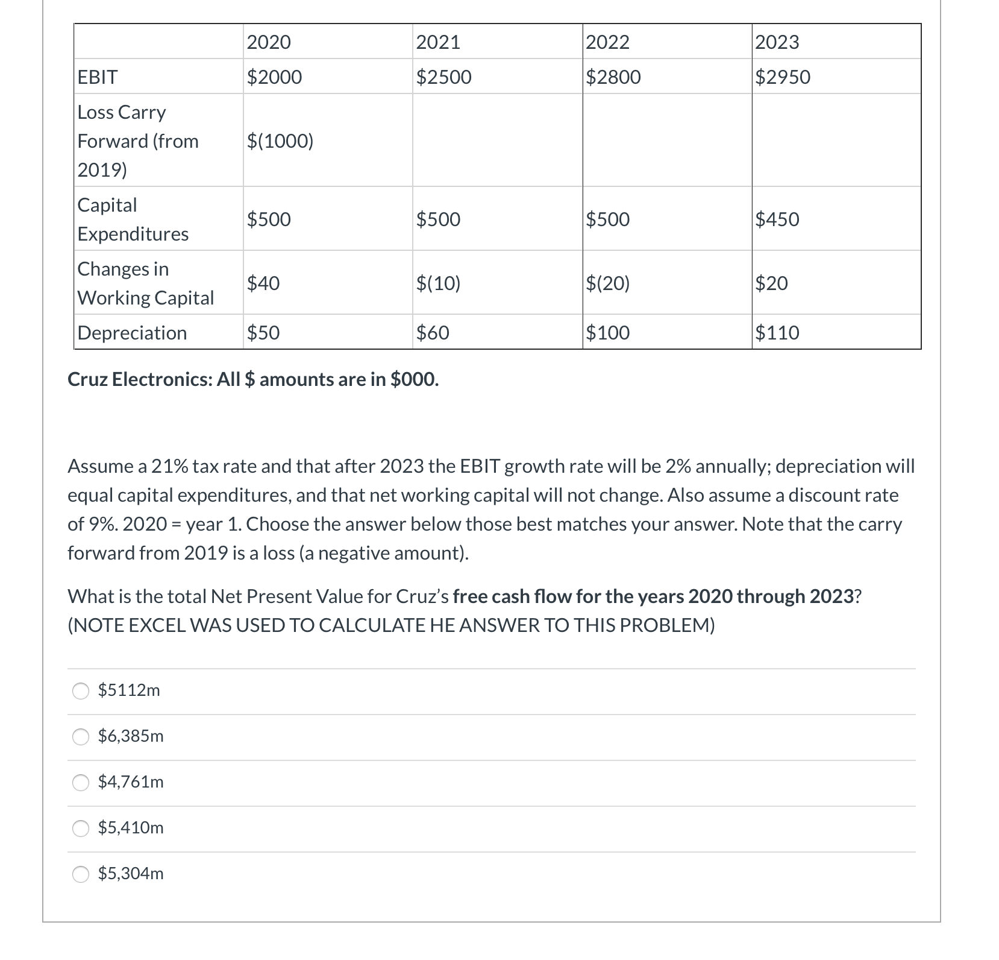 2020 2021 2022 2023
EBIT $2000 $2500 $2800 $2950
Loss Carry
Forward (from $(1000)
2019)
Capital
Expenditures $500 $500 $500 $450
Changes in
Working Capital $40 $(10) $(20) $20
Depreciation $50 $60 $100 $110
Cruz Electronics: All $ amounts are in $000.
Assume a 21% tax rate and that after 2023 the EBIT growth rate will be 2% annually; depreciation will
equal capital expenditures, and that net working capital will not change. Also assume a discount rate
of 9%. 2020 = year 1. Choose the answer below those best matches your answer. Note that the carry
forward from 2019 is a loss (a negative amount).
What is the total Net Present Value for Cruz’s free cash flow for the years 2020 through 2023?
(NOTE EXCEL WAS USED TO CALCULATE HE ANSWER TO THIS PROBLEM)
$5112m
$6,385m
$4,761m
$5,410m
$5,304m